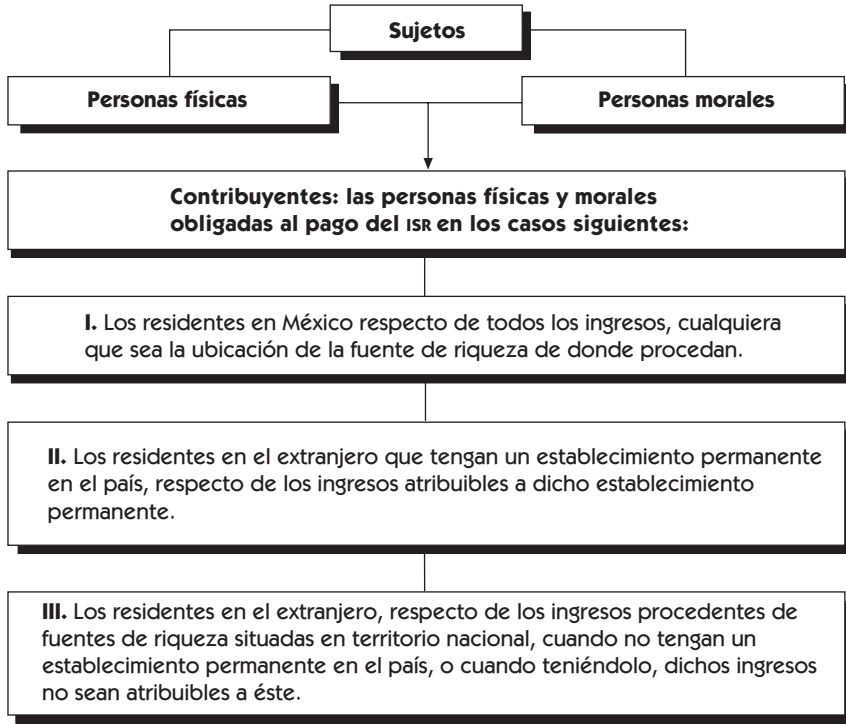 Sujetos
Personas físicas
Personas morales
Contribuyentes: las personas físicas y morales
obligadas al pago del ISR en los casos siguientes:
I. Los residentes en México respecto de todos los ingresos, cualquiera
que sea la ubicación de la fuente de riqueza de donde procedan.
II. Los residentes en el extranjero que tengan un establecimiento permanente
en el país, respecto de los ingresos atribuibles a dicho establecimiento
permanente.
III. Los residentes en el extranjero, respecto de los ingresos procedentes de
fuentes de riqueza situadas en territorio nacional, cuando no tengan un
establecimiento permanente en el país, o cuando teniéndolo, dichos ingresos
no sean atribuibles a éste.